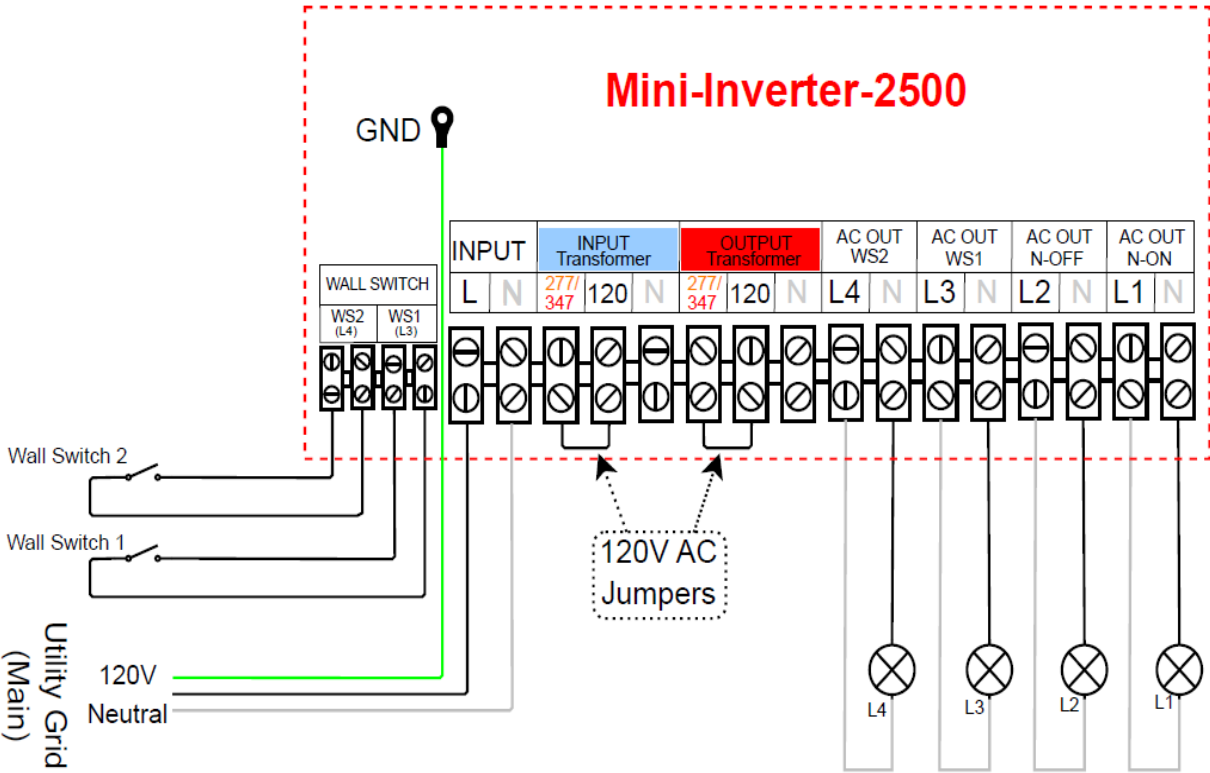 Mini-Inverter-2500
GND
INPUT
INPUT
Transformer
OUTPUT
Transformer
AC OUT
WS2
AC OUT
WS1
AC OUT
N-OFF
AC OUT
N-ON
L N 277/
347 120 N 277/
347 120 N L4 N L3 N L2 N L1 N
WALL SWITCH
WS2
(L4)
WS1
(L3)
Wall Switch 2
Wall Switch 1
120V AC
Jumpers
Utility Grid
(Main)
120V
Neutral
L4
L3
L2
L1